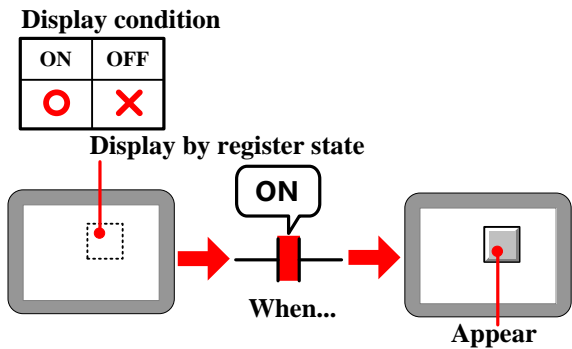 Display condition
ON OFF
Display by register state
ON
When...
Appear